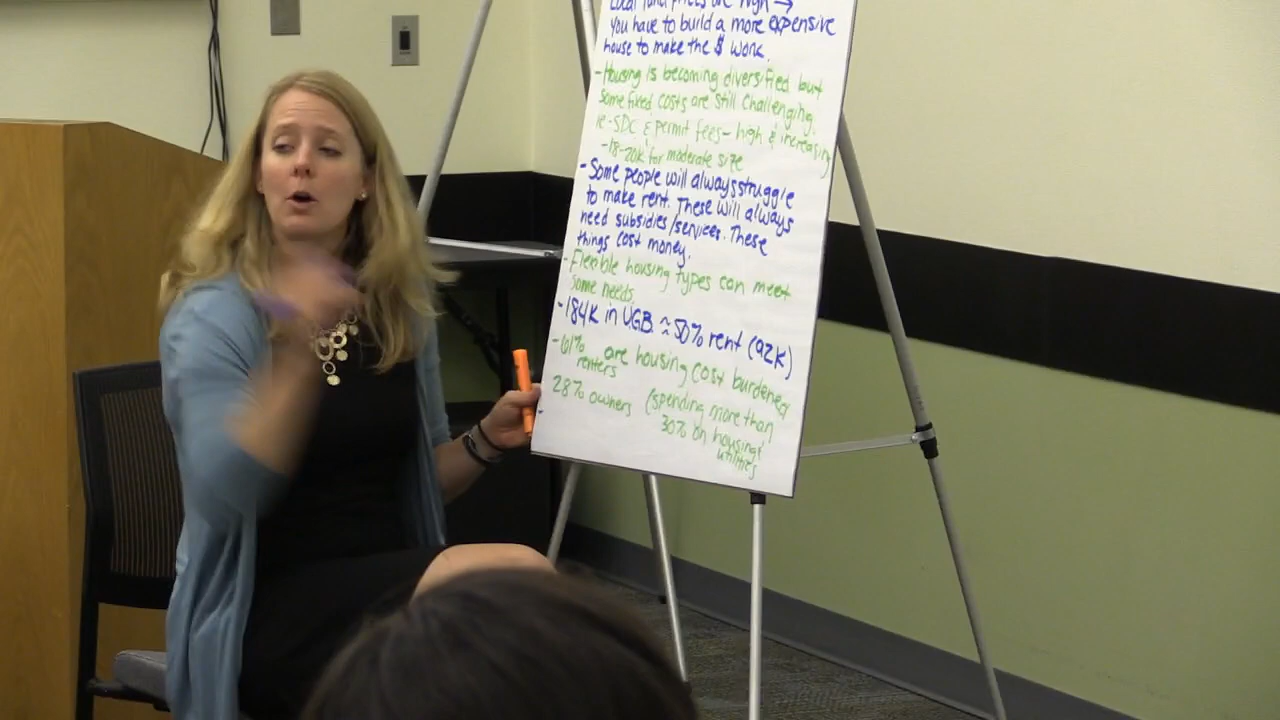 Local land prices are high →
you have to build a more expensive
house to make the $ work.
-Housing is becoming diversified but
some fixed costs are still challenging.
ie-SDC & permit fees-high & increasing
-18-20K for moderate size
-Some people will always struggle
to make rent. These will always
need subsidies/services. These
things cost money.
-Flexible housing types can meet
some needs.
-184K in UGB. ≈50% rent (92K)
-61% are housing cost burdened
renters
28% owners (spending more than
30% on housing &
utilities
-